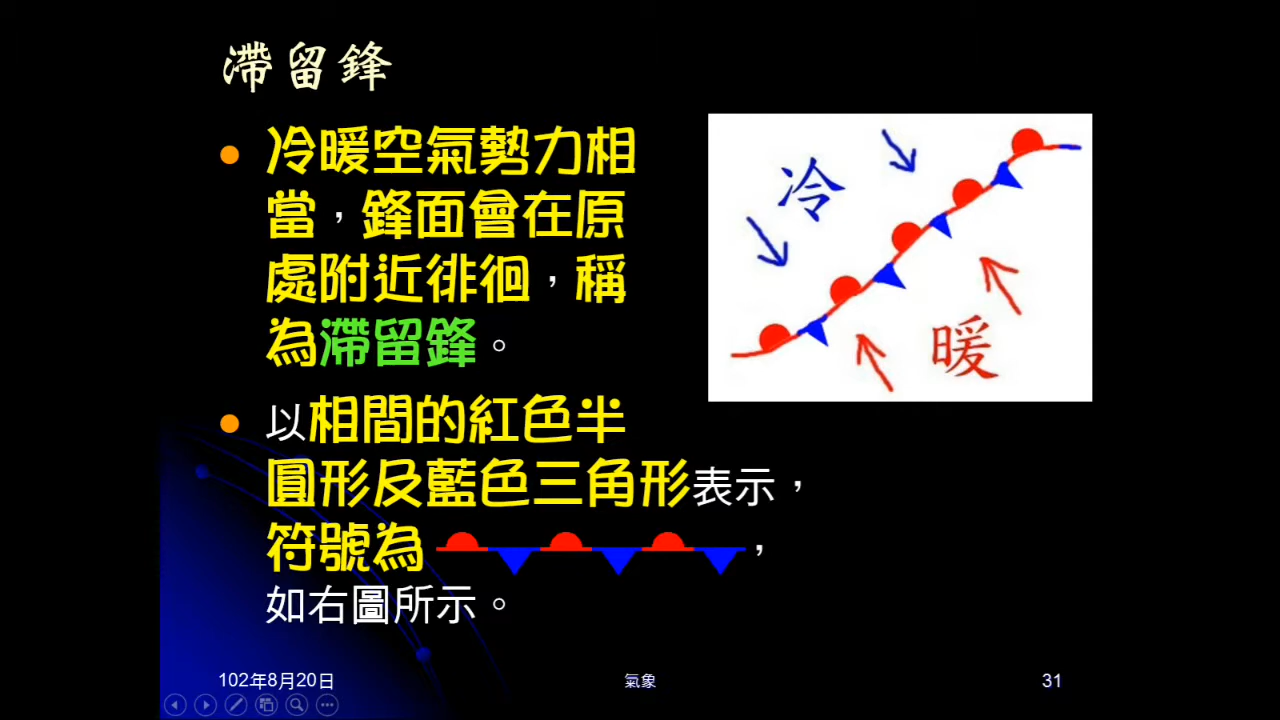 滯留鋒
冷暖空氣勢力相
當，鋒面會在原
處附近徘徊，稱
為滯留鋒。
冷
暖
以相間的紅色半
圓形及藍色三角形表示，
符號為，
如右圖所示。
102年8月20日
氣象
31